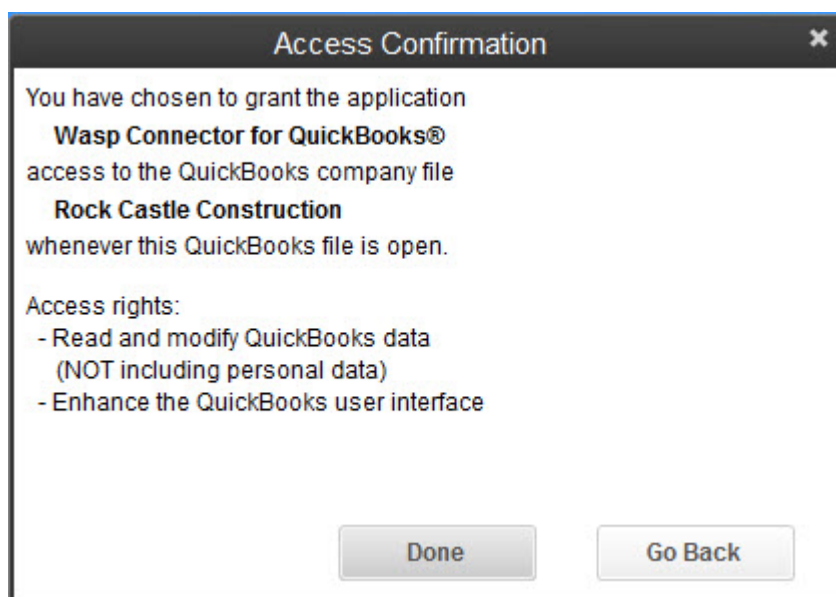 Access Confirmation
You have chosen to grant the application
Wasp Connector for QuickBooks®
access to the QuickBooks company file
Rock Castle Construction
whenever this QuickBooks file is open.
Access rights:
- Read and modify QuickBooks data
(NOT including personal data)
- Enhance the QuickBooks user interface
Done
Go Back